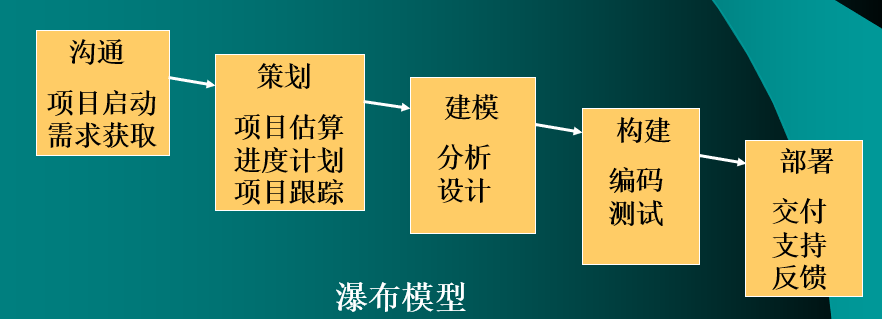 沟通
项目启动
需求获取
策划
项目估算
进度计划
项目跟踪
建模
分析
设计
构建
编码
测试
部署
交付
支持
反馈
瀑布模型